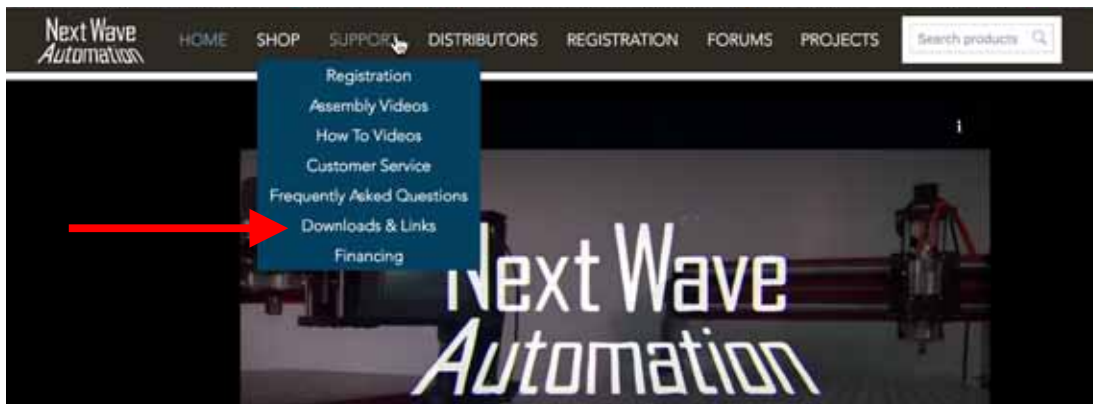 Next Wave
Automation
HOME SHOP SUPPORT DISTRIBUTORS REGISTRATION FORUMS PROJECTS Search products
Registration
Assembly Videos
How To Videos
Customer Service
Frequently Asked Questions
Downloads & Links
Financing
i
Next Wave
Automation